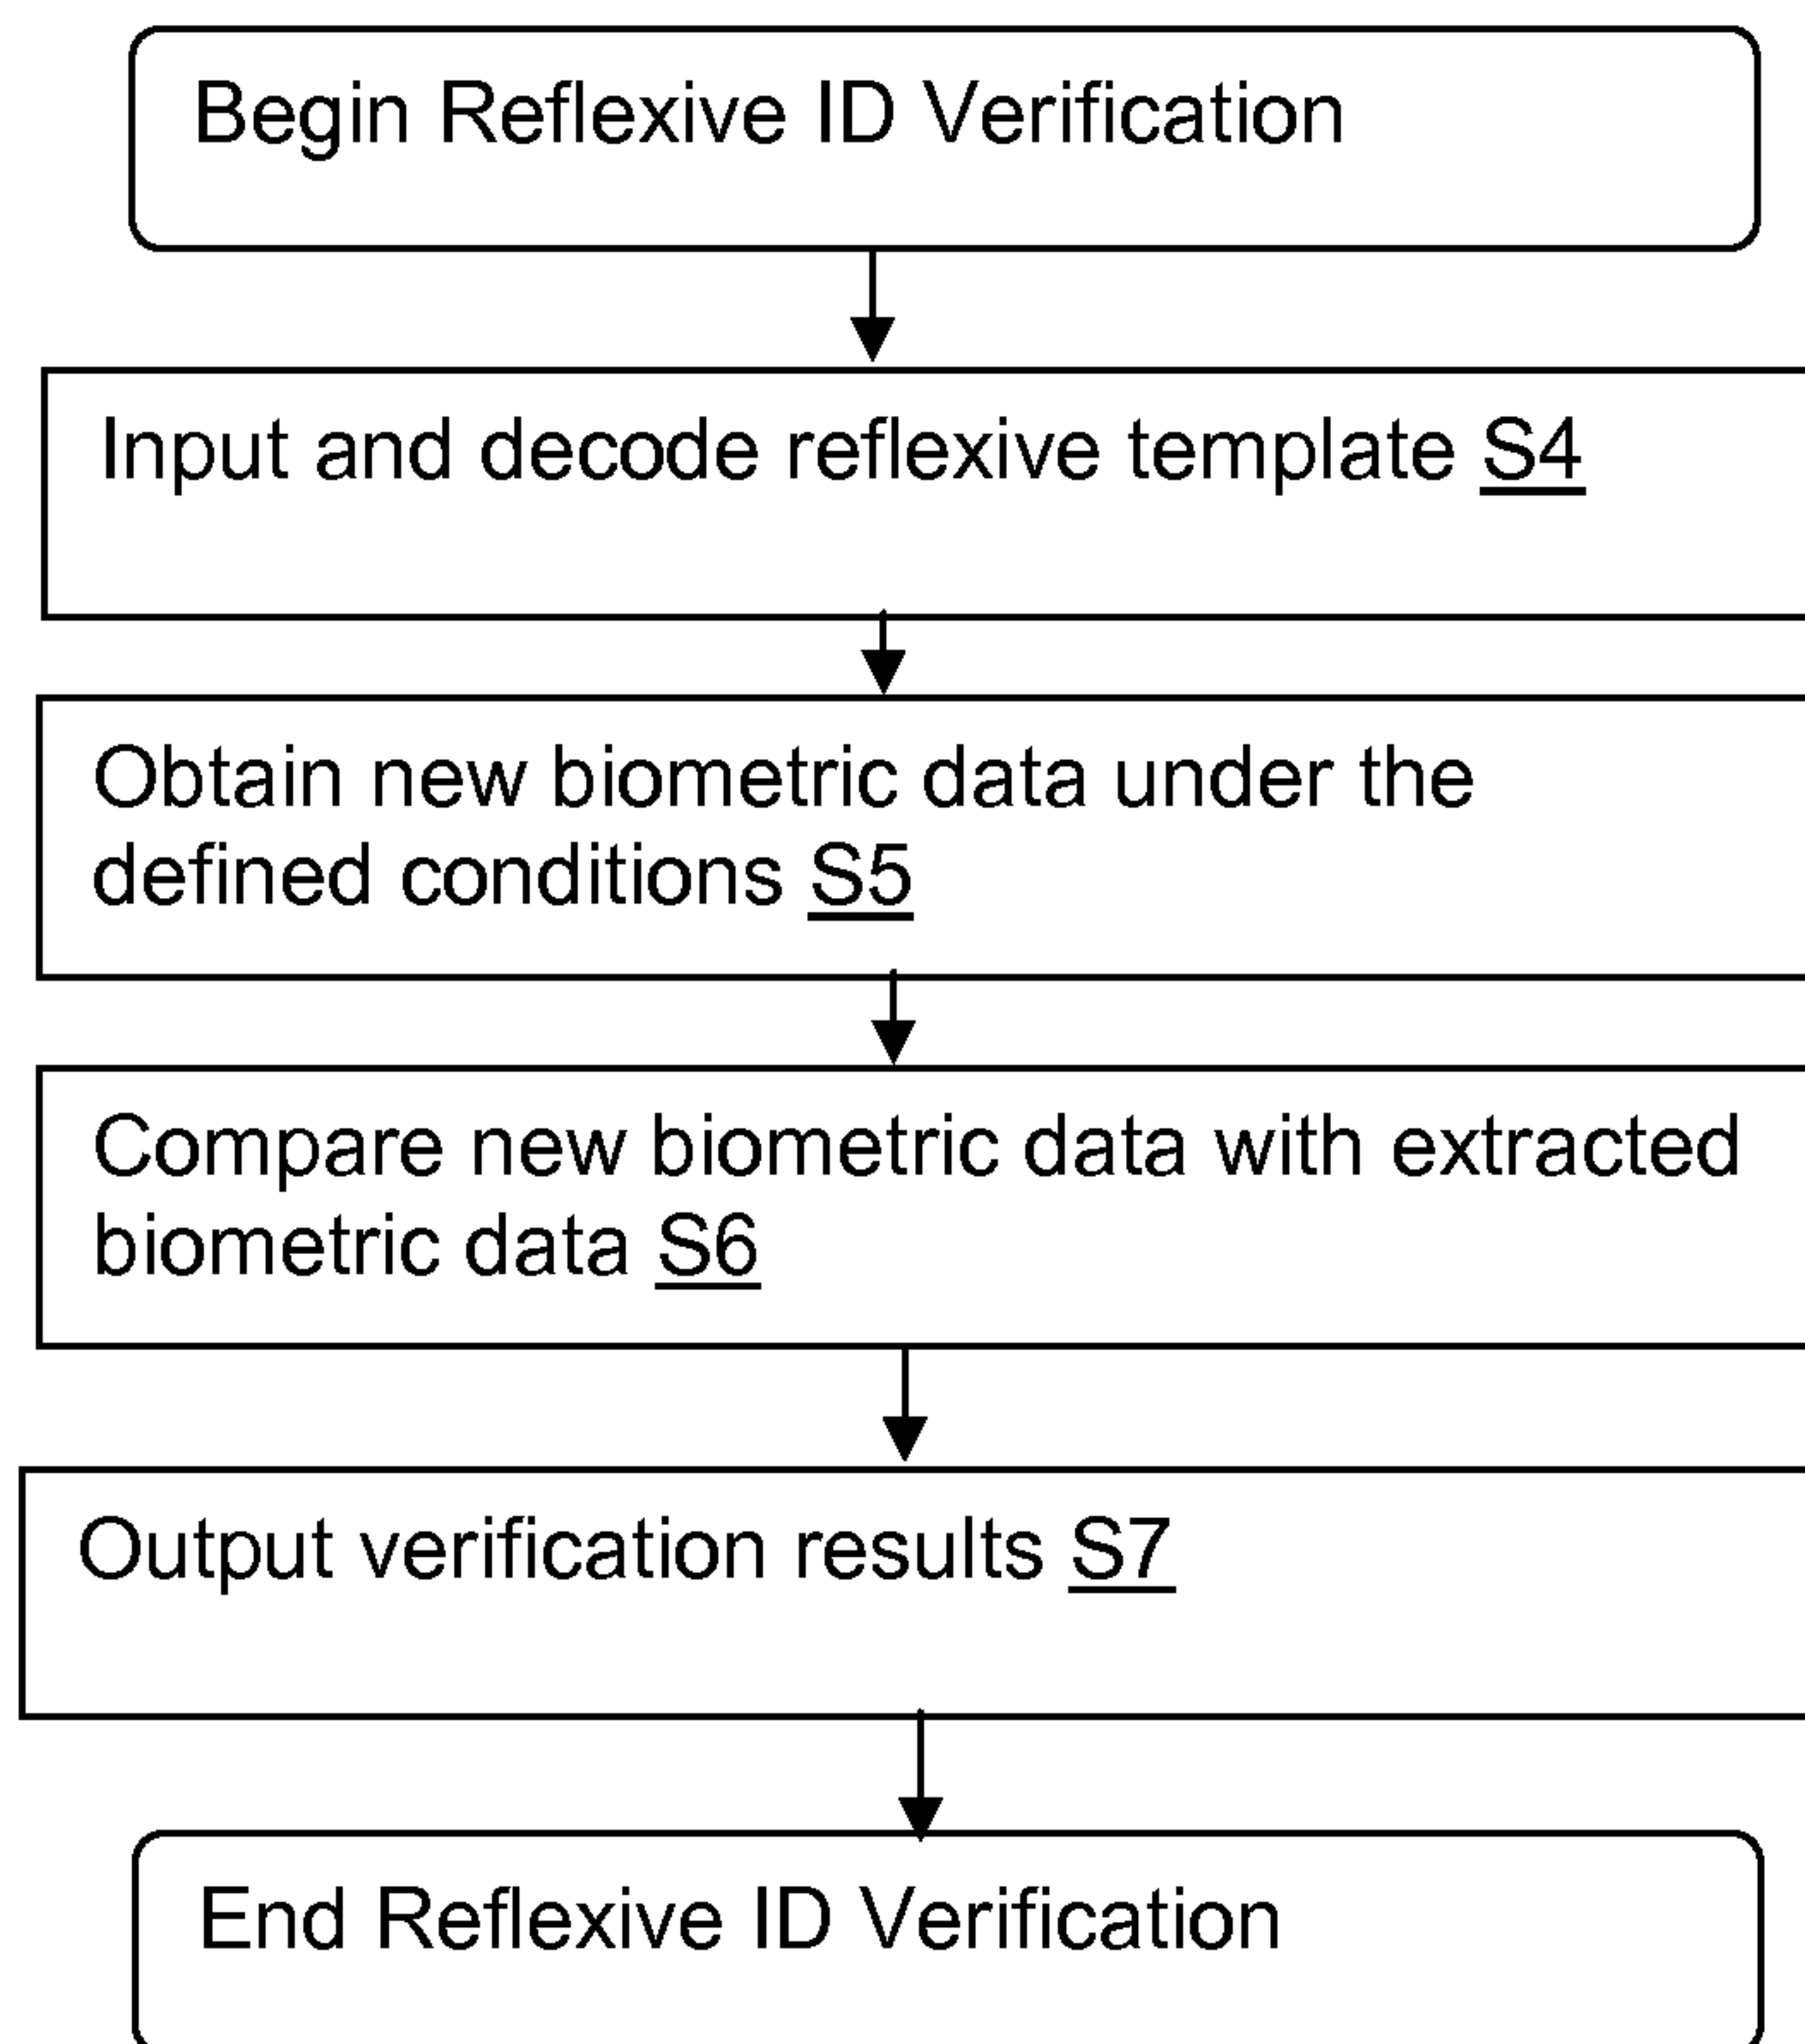 Begin Reflexive ID Verification
Input and decode reflexive template S4
Obtain new biometric data under the
defined conditions S5
Compare new biometric data with extracted
biometric data S6
Output verification results S7
End Reflexive ID Verification